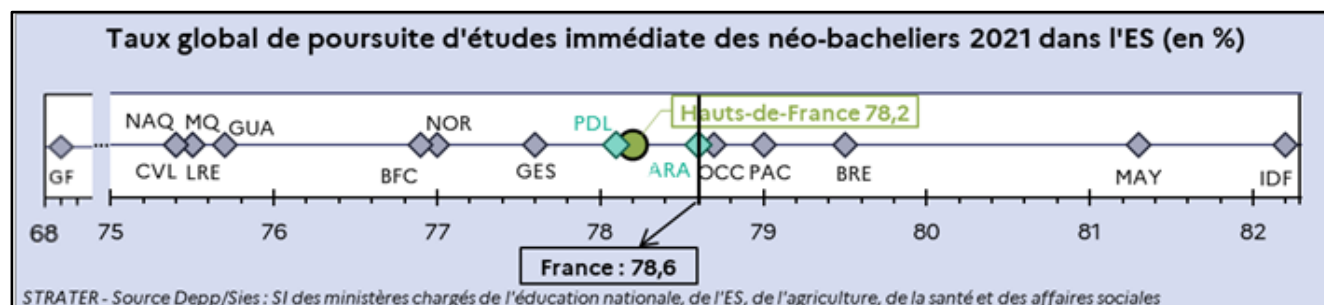 Taux global de poursuite d'études immédiate des néo-bacheliers 2021 dans l'ES (en %)
Hauts-de-France 78,2
NAQ MQ GUA NOR PDL
GF CVL LRE BFC GES ARA OCC PAC BRE MAY IDF
68 75 76 77 78 79 80 81 82
France : 78,6
STRATER - Source Depp/Sies : SI des ministères chargés de l'éducation nationale, de l'ES, de l'agriculture, de la santé et des affaires sociales